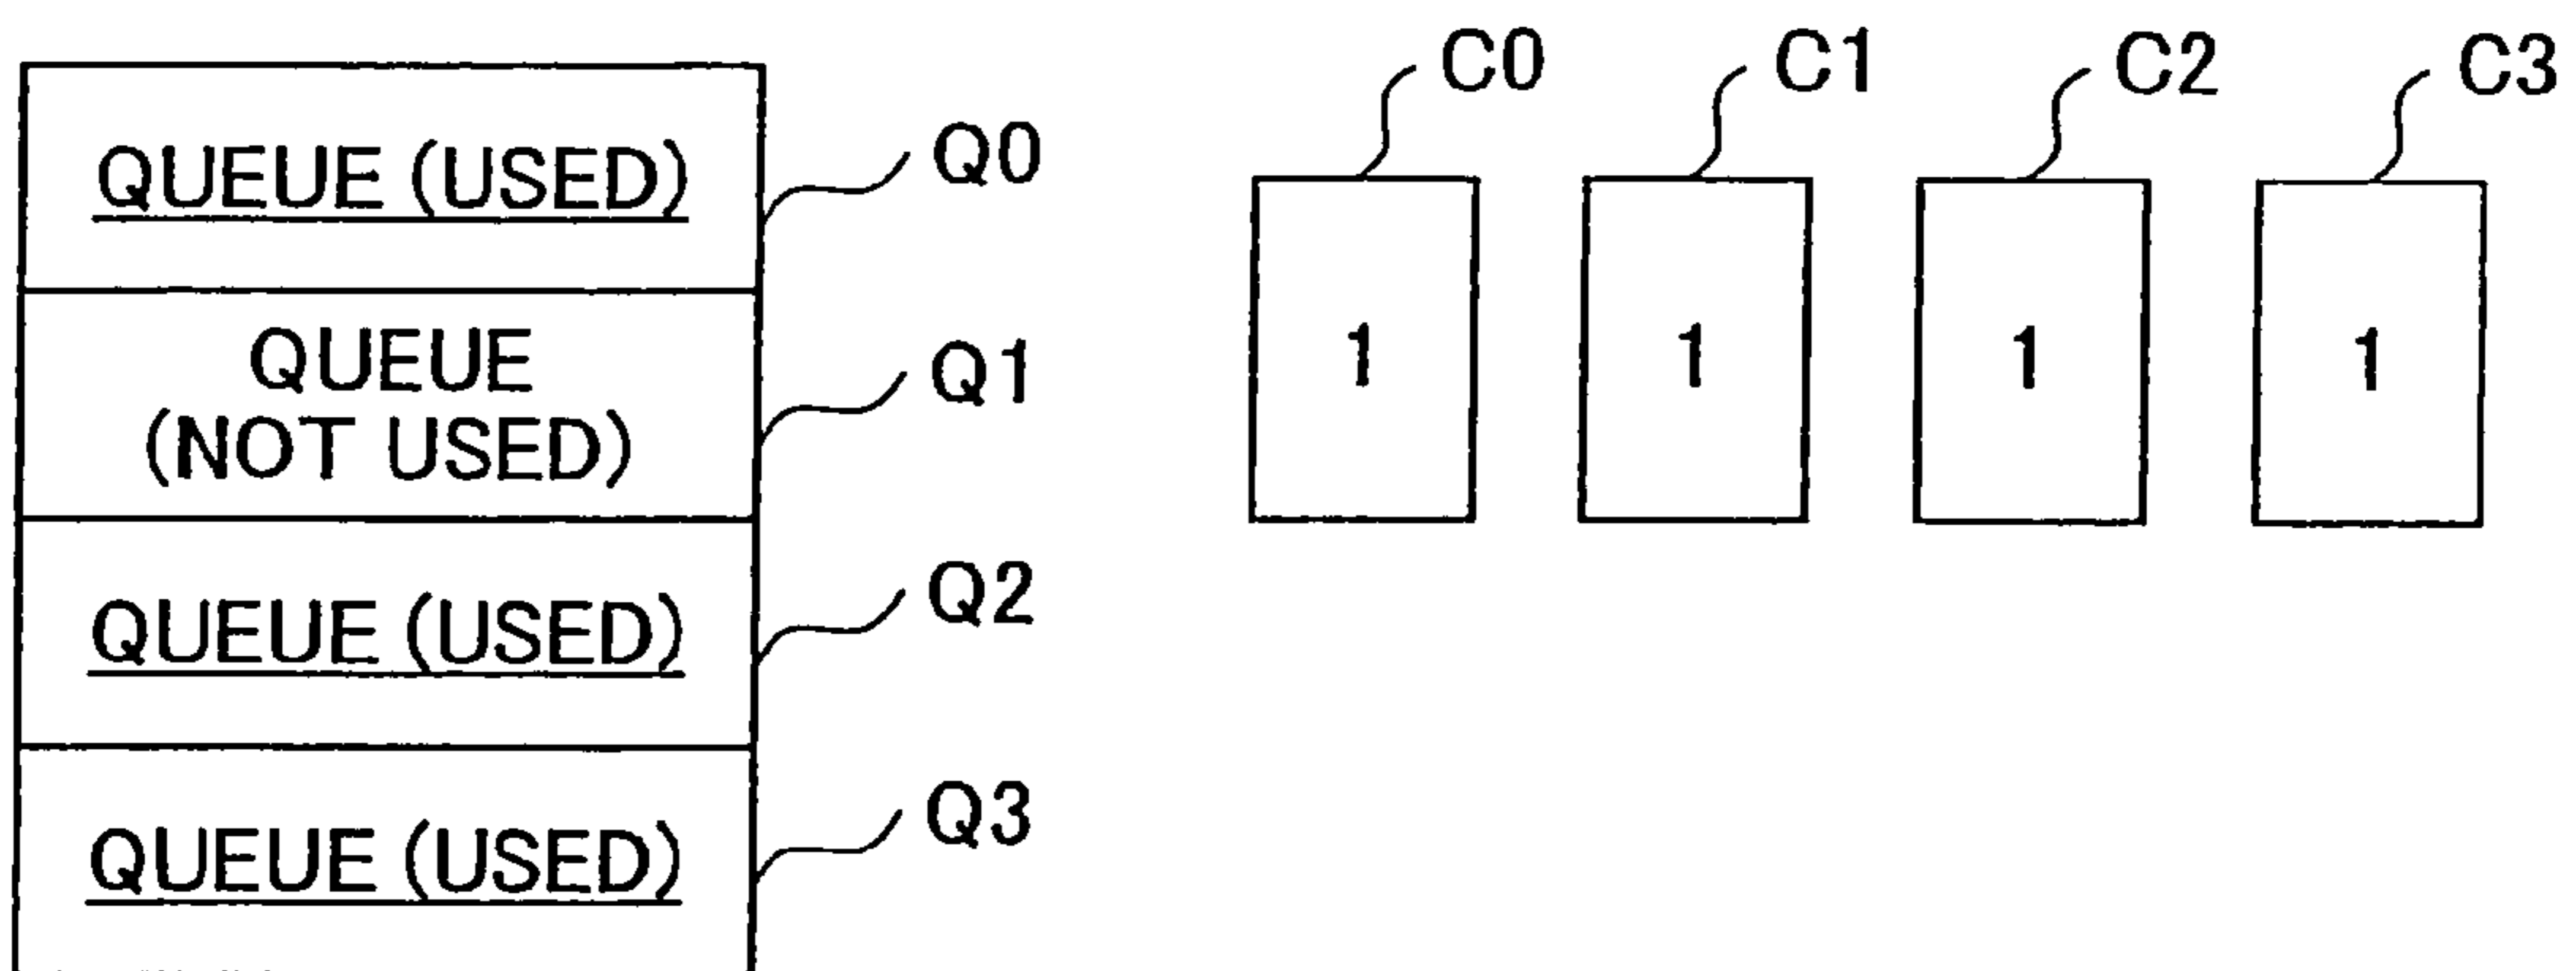 QUEUE (USED)
Q0
QUEUE
(NOT USED)
Q1
QUEUE (USED)
Q2
QUEUE (USED)
Q3
C0
C1
C2
C3
1
1
1
1